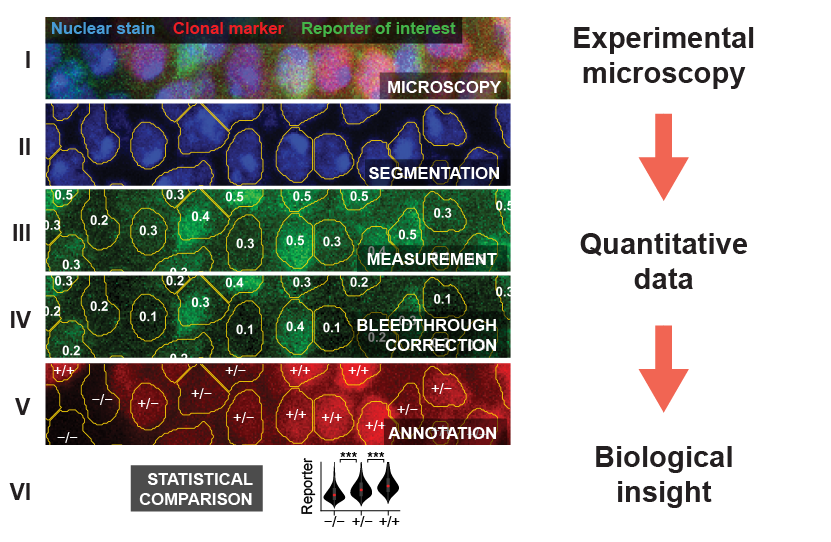 Nuclear stain Clonal marker Reporter of interest
I
MICROSCOPY
II
SEGMENTATION
III
0.5 0.3 0.5 0.5 0.5
0.3 0.2 0.3 0.4 0.3 0.5 0.3 0.4 0.5 0.3 0.5
0.3 0.3
MEASUREMENT
IV
0.3 0.2 0.4 0.3 0.2
0.2 0.2 0.1 0.3 0.1 0.4 0.1 0.2 0.1 0.3
0.2 0.2
BLEEDTHROUGH
CORRECTION
V
+/+ +/− +/+ +/+
−/− +/− +/− +/− +/+ +/+ +/+ +/− +/−
−/−
ANNOTATION
VI
STATISTICAL
COMPARISON
Reporter
*** ***
−/− +/− +/+
Experimental
microscopy
Quantitative
data
Biological
insight